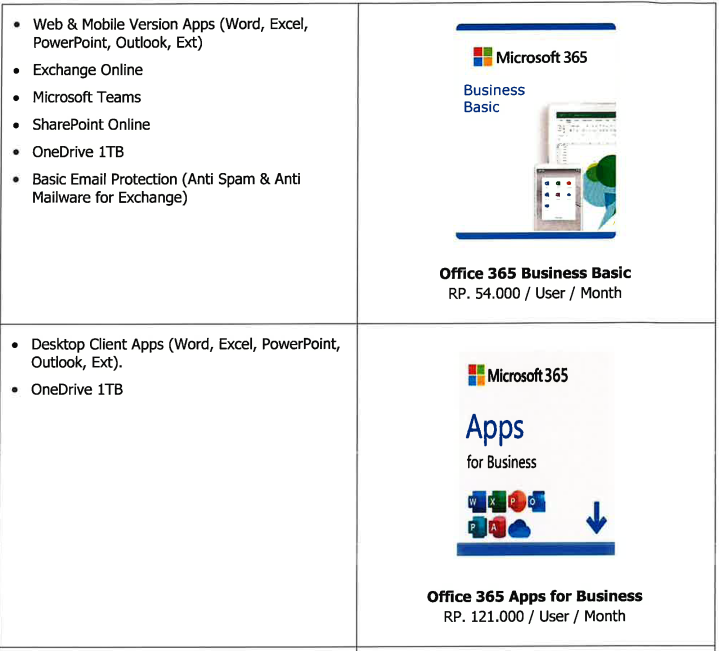 • Web & Mobile Version Apps (Word, Excel,
PowerPoint, Outlook, Ext)
• Exchange Online
• Microsoft Teams
• SharePoint Online
• OneDrive 1TB
• Basic Email Protection (Anti Spam & Anti
Mailware for Exchange)
Microsoft 365
Business
Basic
Office 365 Business Basic
RP. 54.000 / User / Month
• Desktop Client Apps (Word, Excel, PowerPoint,
Outlook, Ext).
• OneDrive 1TB
Microsoft 365
Apps
for Business
W X P O
P A
Office 365 Apps for Business
RP. 121.000 / User / Month